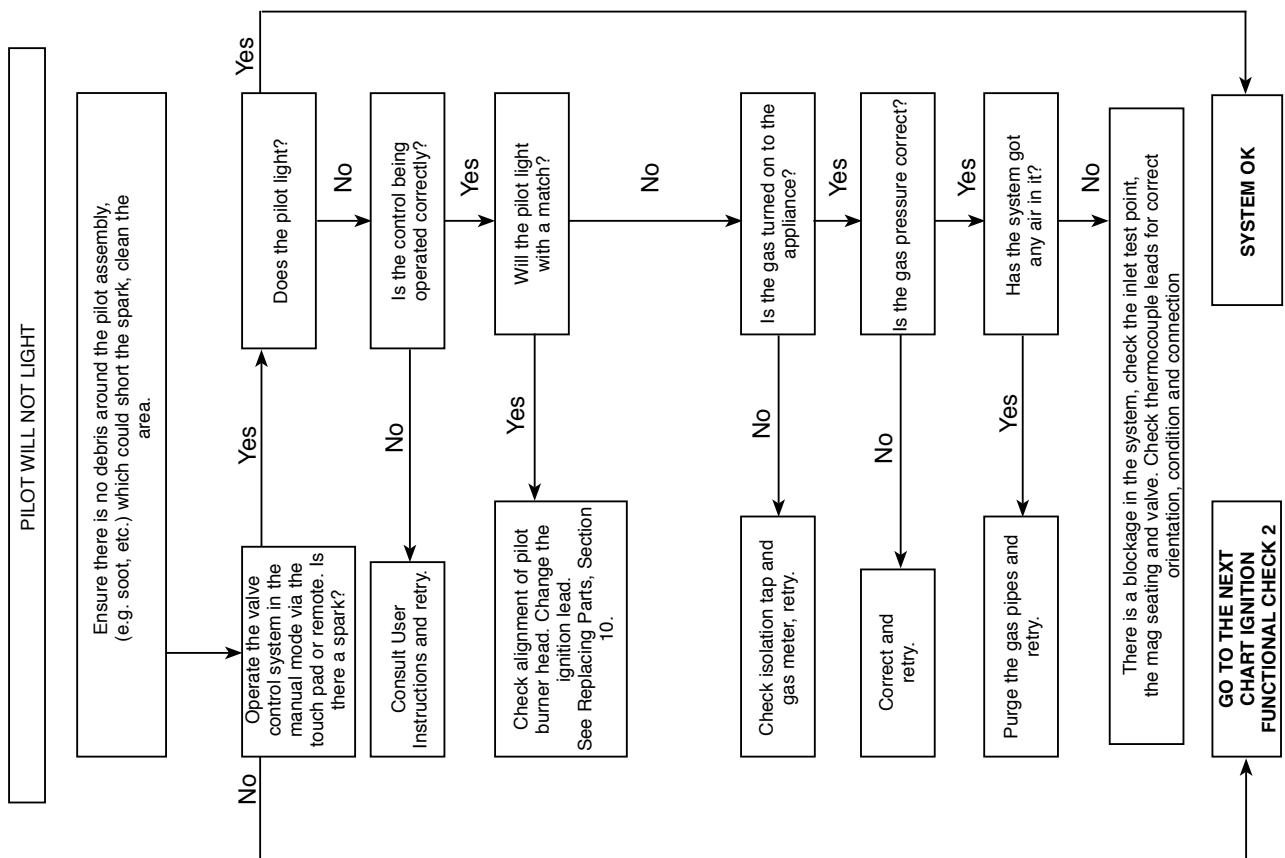 PILOT WILL NOT LIGHT
Ensure there is no debris around the pilot assembly,
(e.g. soot, etc.) which could short the spark, clean the
area.
Operate the valve
control system in the
manual mode via the
touch pad or remote. Is
there a spark?
No
Yes
Does the pilot light?
Yes
No
Is the control being
operated correctly?
No
Consult User
Instructions and retry.
Yes
Will the pilot light
with a match?
Yes
Check alignment of pilot
burner head. Change the
ignition lead.
See Replacing Parts, Section
10.
No
Is the gas turned on to the
appliance?
No
Check isolation tap and
gas meter, retry.
Yes
Is the gas pressure correct?
No
Correct and
retry.
Yes
Has the system got
any air in it?
Yes
Purge the gas pipes and
retry.
No
There is a blockage in the system, check the inlet test point,
the mag seating and valve. Check thermocouple leads for correct
orientation, condition and connection
GO TO THE NEXT
CHART IGNITION
FUNCTIONAL CHECK 2
SYSTEM OK